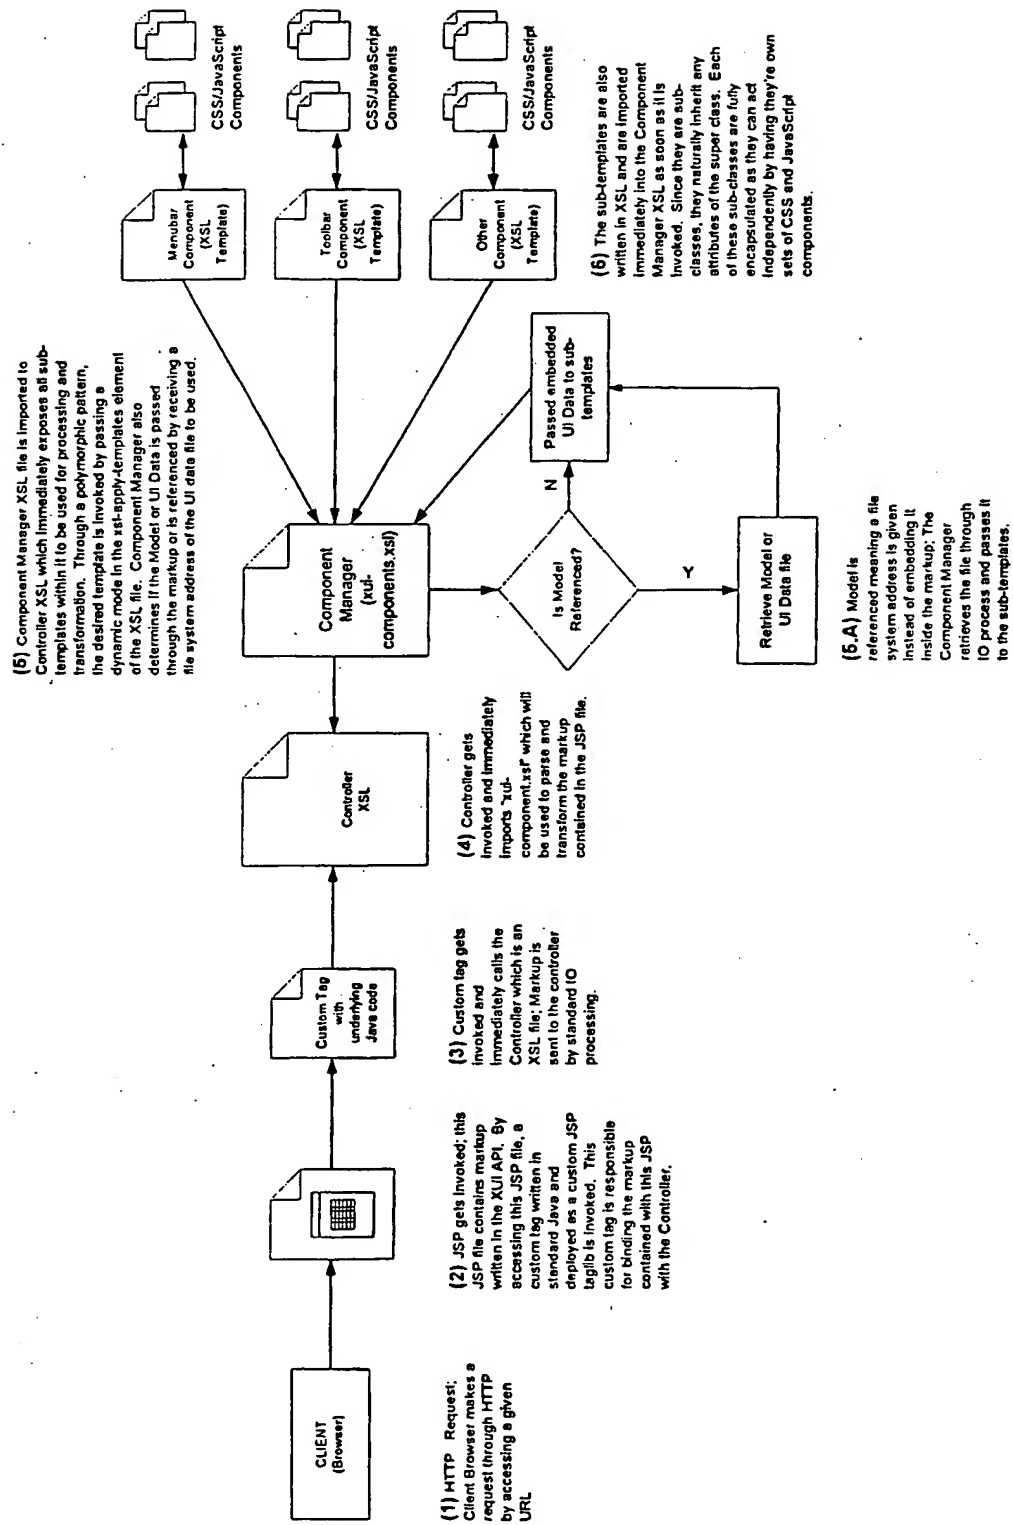 CLIENT
(Browser)
(1) HTTP Request;
Client Browser makes a
request through HTTP
by accessing a given
URL
(2) JSP gets invoked; this
JSP file contains markup
written in the XUI API. By
accessing this JSP file, a
custom tag written in
standard Java and
deployed as a custom JSP
taglib is invoked. This
custom tag is responsible
for binding the markup
contained with this JSP
with the Controller.
Custom Tag
with
underlying
Java code
(3) Custom tag gets
invoked and
immediately calls the
Controller which is an
XSL file; Markup is
sent to the controller
by standard IO
processing.
Controller
XSL
(4) Controller gets
invoked and immediately
imports "xul-
component.xsl" which will
be used to parse and
transform the markup
contained in the JSP file.
(5) Component Manager XSL file is imported to
Controller XSL which immediately exposes all sub-
templates within it to be used for processing and
transformation. Through a polymorphic pattern,
the desired template is invoked by passing a
dynamic mode in the xsl-apply-templates element
of the XSL file. Component Manager also
determines if the Model or UI Data is passed
through the markup or is referenced by receiving a
file system address of the UI data file to be used.
Component
Manager
(xul-
components.xsl)
Is Model
Referenced?
N
Y
Passed embedded
UI Data to sub-
templates
Retrieve Model or
UI Data file
(5.A) Model is
referenced meaning a file
system address is given
instead of embedding it
inside the markup; The
Component Manager
retrieves the file through
IO process and passes it
to the sub-templates.
Menubar
Component
(XSL
Template)
CSS/JavaScript
Components
Toolbar
Component
(XSL
Template)
CSS/JavaScript
Components
Other
Component
(XSL
Template)
CSS/JavaScript
Components
(6) The sub-templates are also
written in XSL and are imported
immediately into the Component
Manager XSL as soon as it is
invoked. Since they are sub-
classes, they naturally inherit any
attributes of the super class. Each
of these sub-classes are fully
encapsulated as they can act
independently by having they're own
sets of CSS and JavaScript
components.